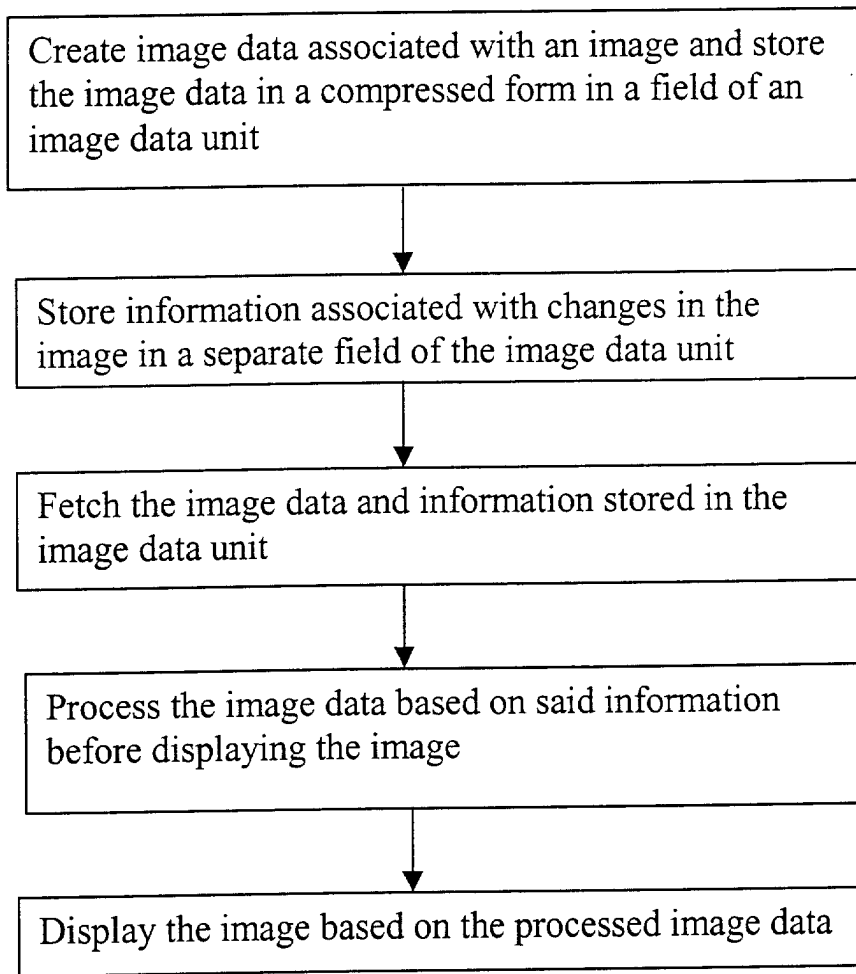 Create image data associated with an image and store
the image data in a compressed form in a field of an
image data unit
Store information associated with changes in the
image in a separate field of the image data unit
Fetch the image data and information stored in the
image data unit
Process the image data based on said information
before displaying the image
Display the image based on the processed image data